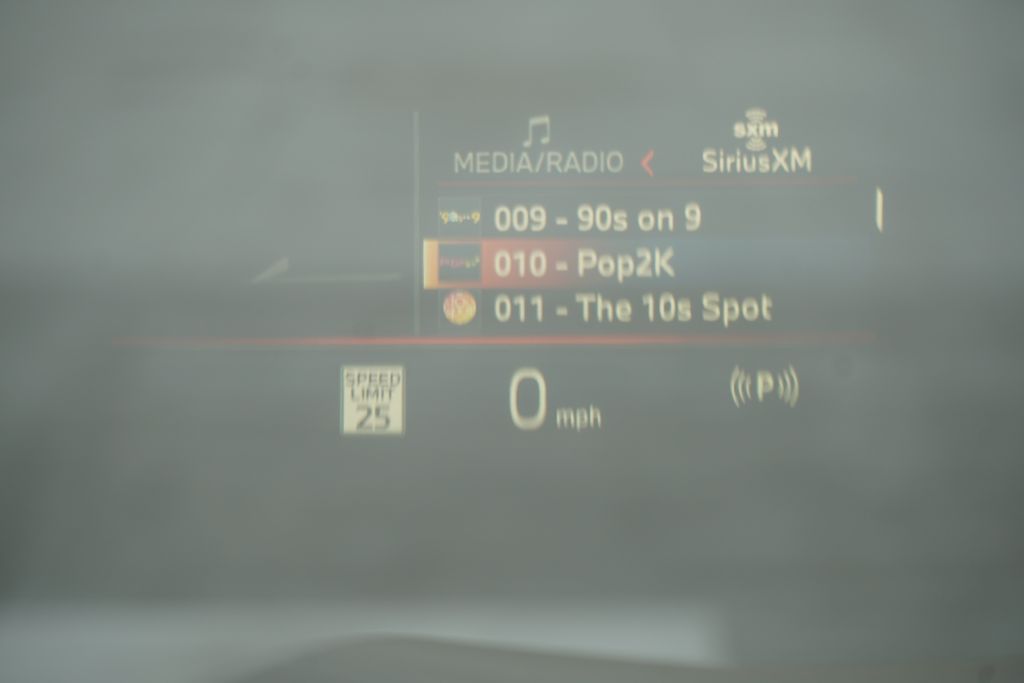 sxm
MEDIA/RADIO < SiriusXM
009 - 90s on 9
010 - Pop2K
011 - The 10s Spot
SPEED
LIMIT
25
0 mph
P